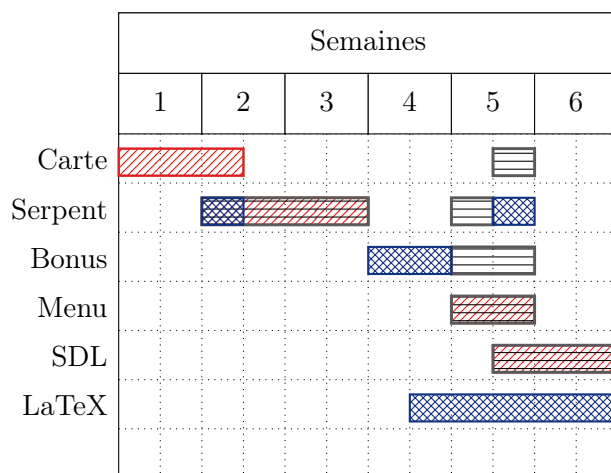 Semaines
1 2 3 4 5 6
Carte
Serpent
Bonus
Menu
SDL
LaTeX